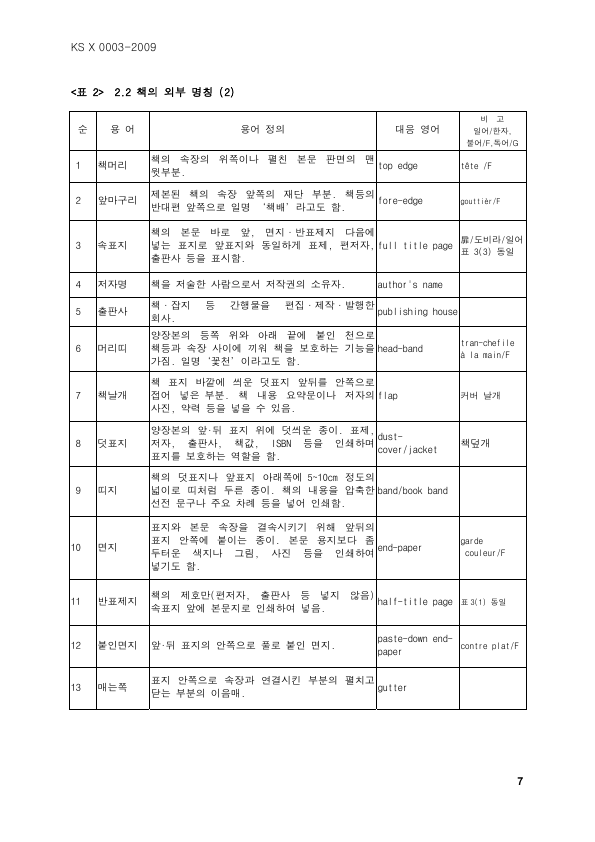 KS X 0003-2009
<표 2> 2.2 책의 외부 명칭 (2)
순 용 어 용어 정의 대응 영어 비 고
일어/한자,
불어/F,독어/G
1 책머리 책의 속장의 위쪽이나 펼친 본문 판면의 맨
윗부분. top edge tête /F
2 앞마구리 제본된 책의 속장 앞쪽의 재단 부분. 책등의
반대편 앞쪽으로 일명 ‘책배’라고도 함. fore-edge gouttièr/F
3 속표지 책의 본문 바로 앞, 면지·반표제지 다음에
넣는 표지로 앞표지와 동일하게 표제, 편저자,
출판사 등을 표시함. full title page 扉/도비라/일어
표 3(3) 동일
4 저자명 책을 저술한 사람으로서 저작권의 소유자. author's name
5 출판사 책·잡지 등 간행물을 편집·제작·발행한
회사. publishing house
6 머리띠 양장본의 등쪽 위와 아래 끝에 붙인 천으로
책등과 속장 사이에 끼워 책을 보호하는 기능을
가짐. 일명 ‘꽃천’이라고도 함. head-band tran-chefile
à la main/F
7 책날개 책 표지 바깥에 씌운 덧표지 앞뒤를 안쪽으로
접어 넣은 부분. 책 내용 요약문이나 저자의
사진, 약력 등을 넣을 수 있음. flap 커버 날개
8 덧표지 양장본의 앞·뒤 표지 위에 덧씌운 종이. 표제,
저자, 출판사, 책값, ISBN 등을 인쇄하며
표지를 보호하는 역할을 함. dust-
cover/jacket 책덮개
9 띠지 책의 덧표지나 앞표지 아래쪽에 5~10cm 정도의
넓이로 띠처럼 두른 종이. 책의 내용을 압축한
선전 문구나 주요 차례 등을 넣어 인쇄함. band/book band
10 면지 표지와 본문 속장을 결속시키기 위해 앞뒤의
표지 안쪽에 붙이는 종이. 본문 용지보다 좀
두터운 색지나 그림, 사진 등을 인쇄하여
넣기도 함. end-paper garde
couleur/F
11 반표제지 책의 제호만(편저자, 출판사 등 넣지 않음)
속표지 앞에 본문지로 인쇄하여 넣음. half-title page 표 3(1) 동일
12 붙인면지 앞·뒤 표지의 안쪽으로 풀로 붙인 면지. paste-down end-
paper contre plat/F
13 매는쪽 표지 안쪽으로 속장과 연결시킨 부분의 펼치고
닫는 부분의 이음매. gutter
7